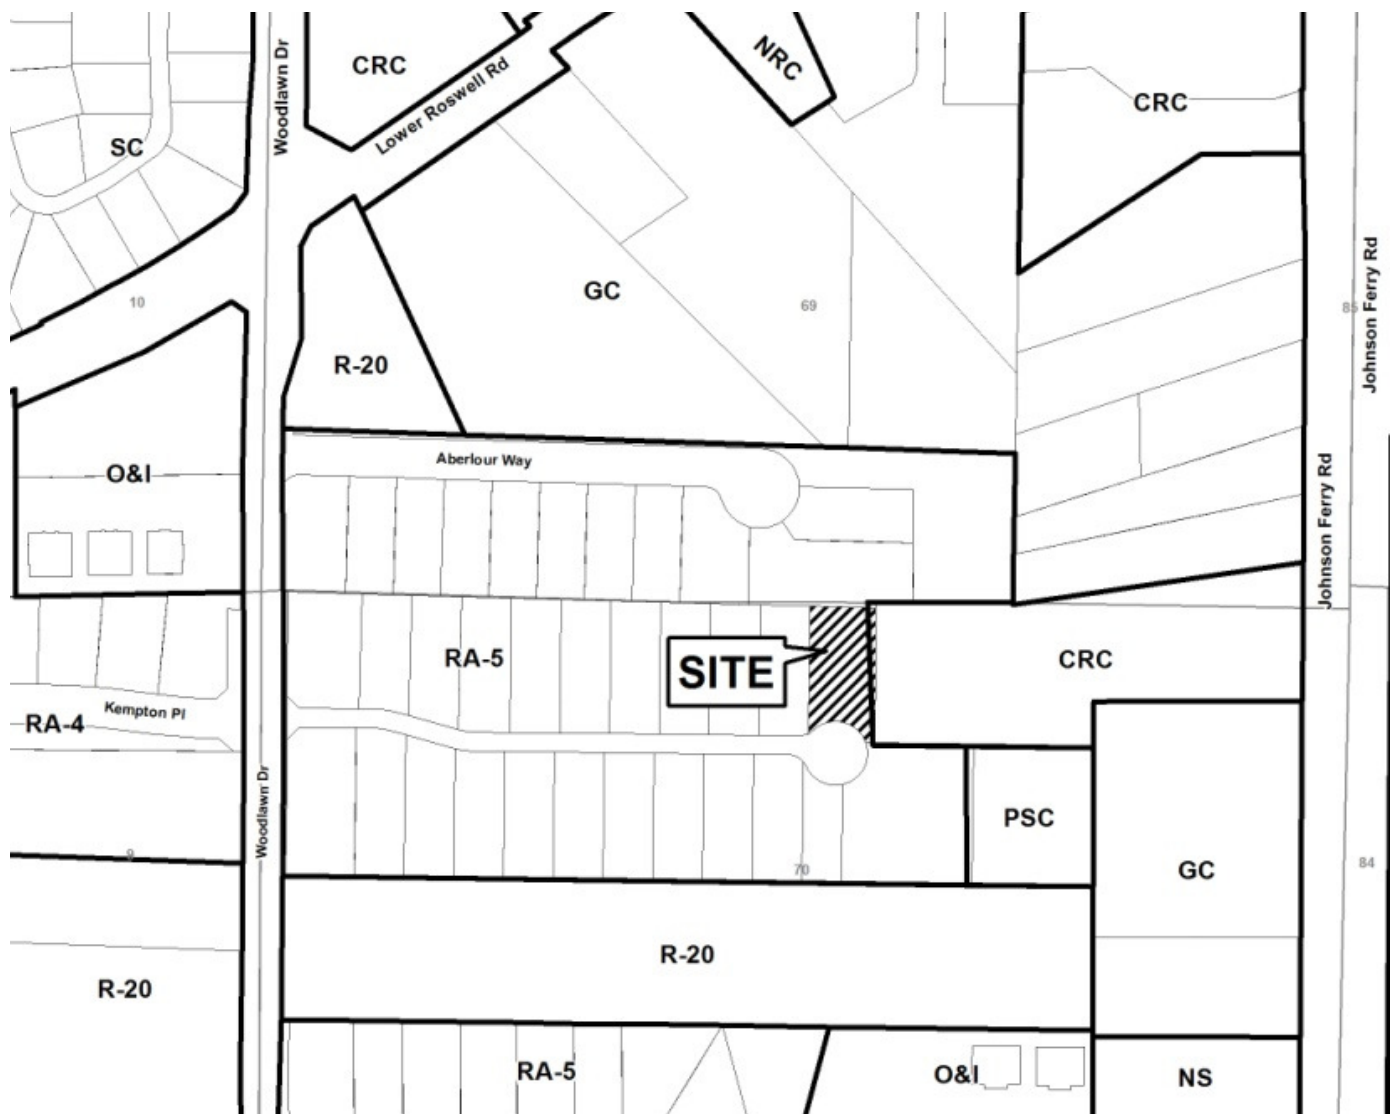 CRC
NRC
Woodlawn Dr
Lower Roswell Rd
CRC
SC
Johnson Ferry Rd
GC
10
69
85
R-20
Aberlour Way
O&I
Johnson Ferry Rd
RA-5
SITE
CRC
Kempton Pl
RA-4
Woodlawn Dr
PSC
9
70
GC
84
R-20
R-20
RA-5
O&I
NS